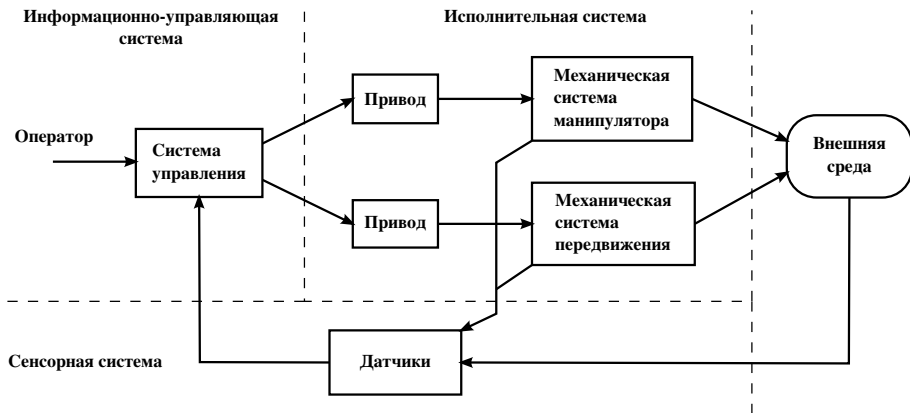 Информационно-управляющая
система
Исполнительная система
Оператор
Система
управления
Привод
Механическая
система
манипулятора
Привод
Механическая
система
передвижения
Внешняя
среда
Сенсорная система
Датчики